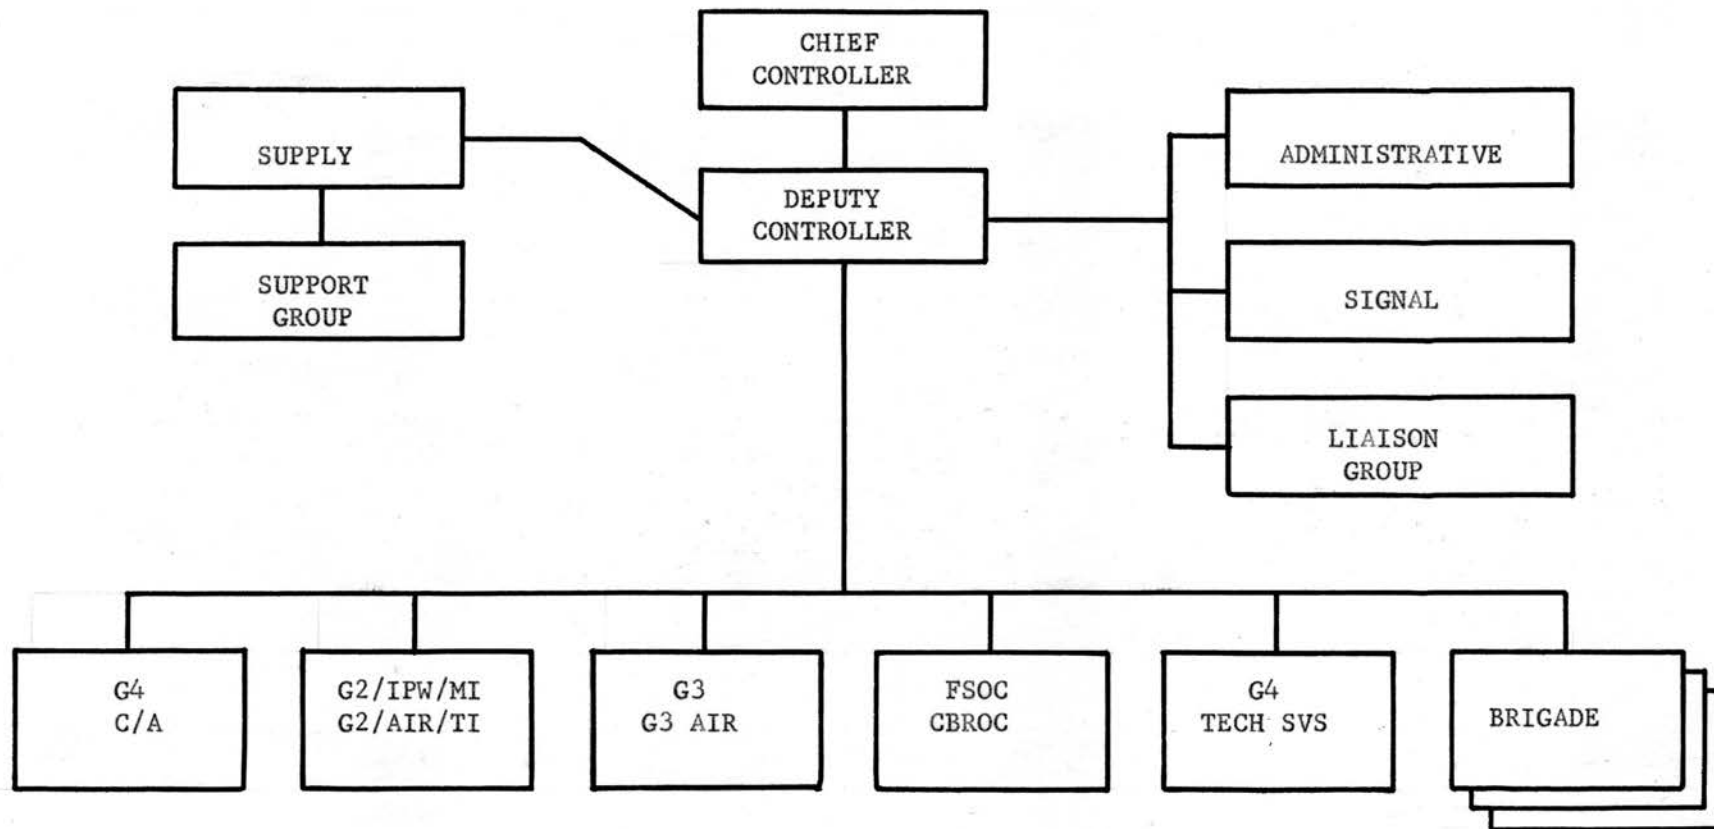 CHIEF
CONTROLLER
SUPPLY
ADMINISTRATIVE
DEPUTY
CONTROLLER
SUPPORT
GROUP
SIGNAL
LIAISON
GROUP
G4
C/A
G2/IPW/MI
G2/AIR/TI
G3
G3 AIR
FSOC
CBROC
G4
TECH SVS
BRIGADE